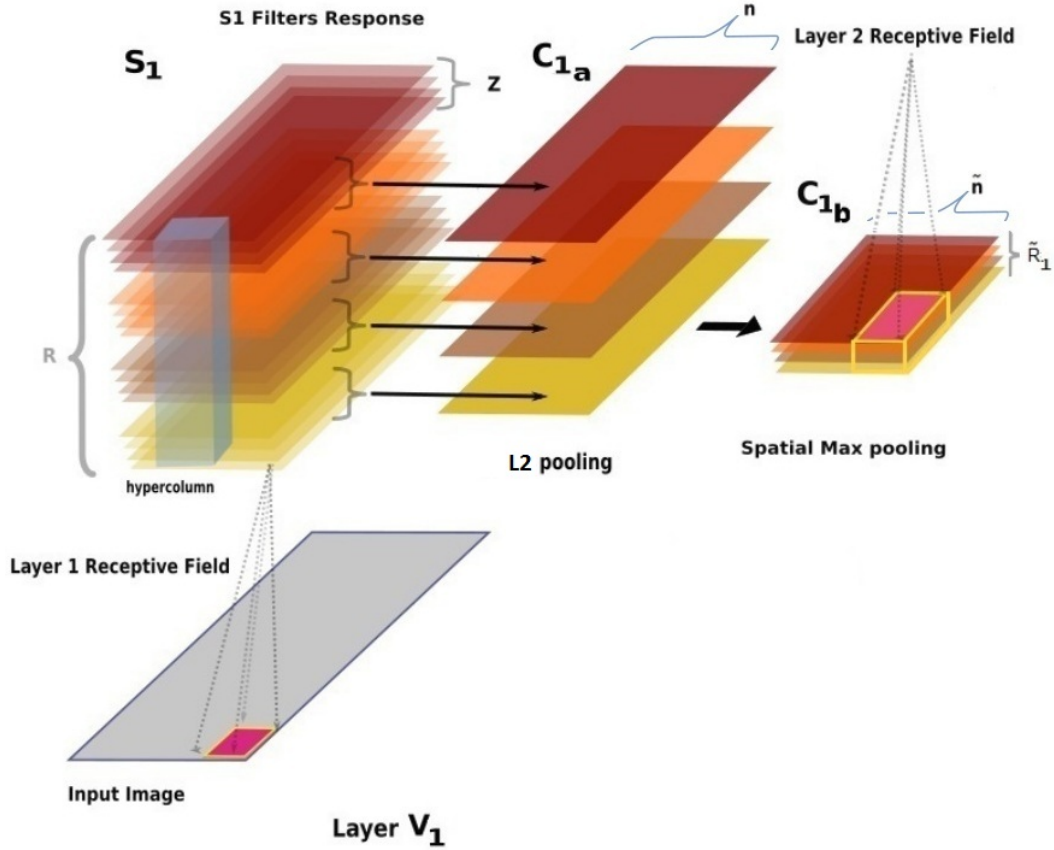 S1 Filters Response
n
S1
z
C1a
Layer 2 Receptive Field
C1b
ñ
R̃1
R
hypercolumn
L2 pooling
Spatial Max pooling
Layer 1 Receptive Field
Input Image
Layer V1